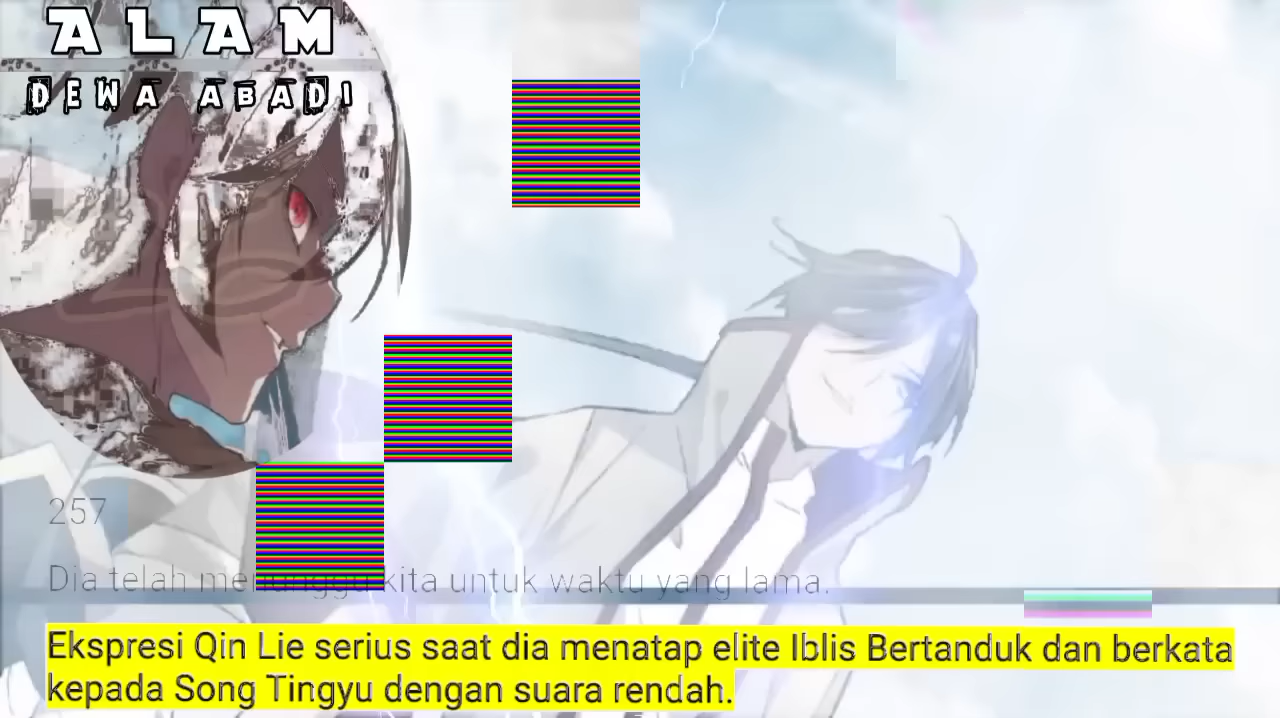 ALAM
DEWA ABADI
257
Dia telah menunggu kita untuk waktu yang lama.
Ekspresi Qin Lie serius saat dia menatap elite Iblis Bertanduk dan berkata
kepada Song Tingyu dengan suara rendah.